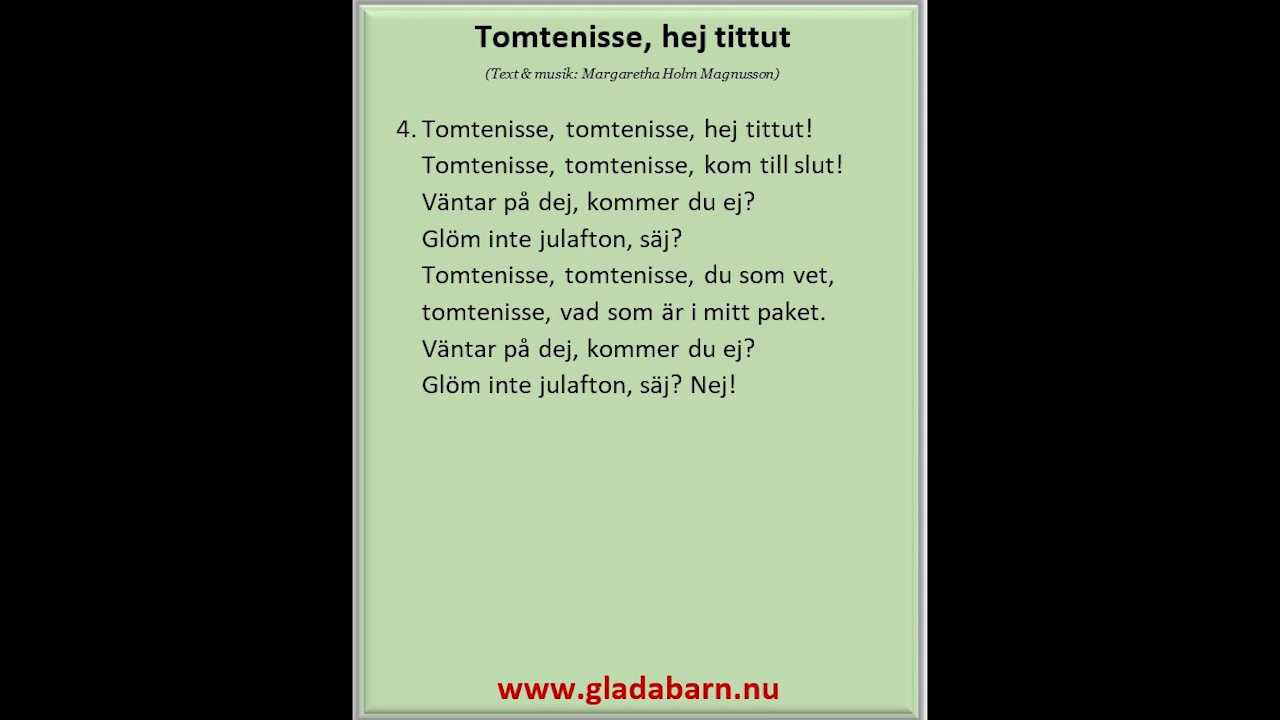 Tomtenisse, hej tittut
(Text & musik: Margaretha Holm Magnusson)
4. Tomtenisse, tomtenisse, hej tittut!
Tomtenisse, tomtenisse, kom till slut!
Väntar på dej, kommer du ej?
Glöm inte julafton, säj?
Tomtenisse, tomtenisse, du som vet,
tomtenisse, vad som är i mitt paket.
Väntar på dej, kommer du ej?
Glöm inte julafton, säj? Nej!
www.gladabarn.nu